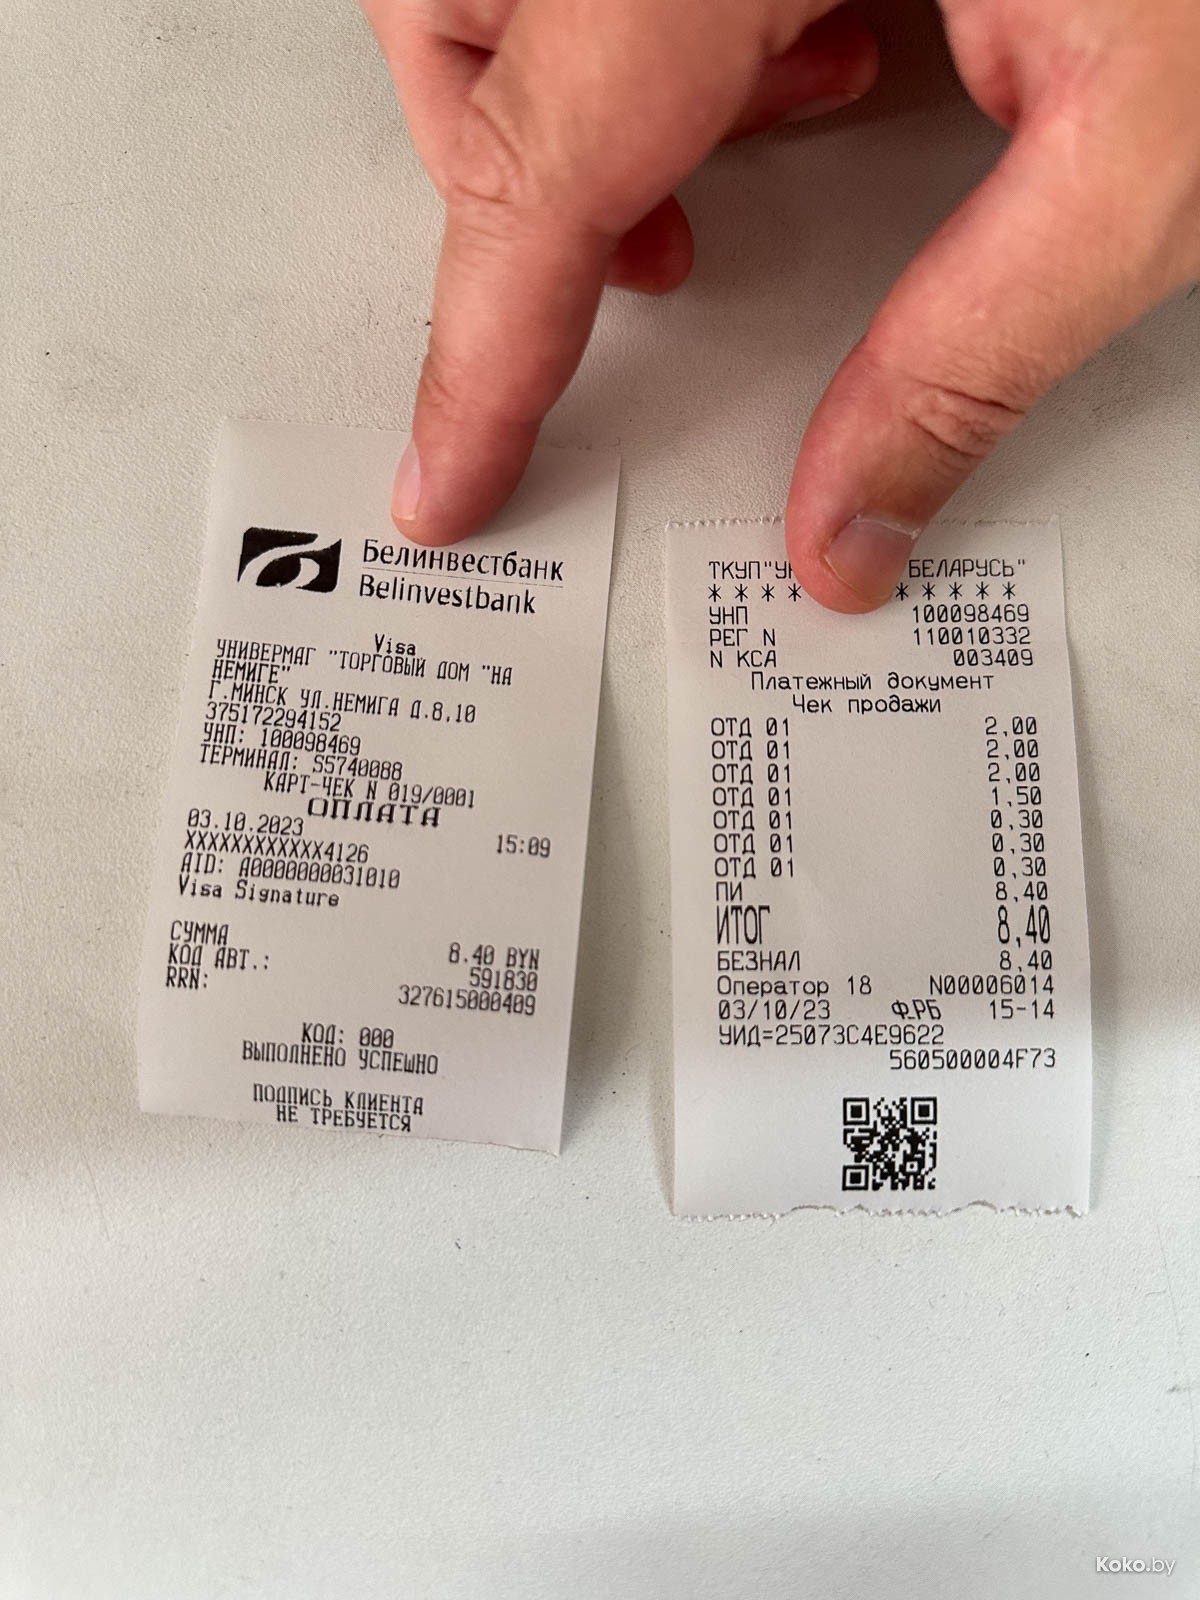 Белинвестбанк
Belinvestbank
Visa
УНИВЕРМАГ "ТОРГОВЫЙ ДОМ "НА
НЕМИГЕ"
Г.МИНСК УЛ.НЕМИГА Д.8,10
375172294152
УНП: 100098469
ТЕРМИНАЛ: S5740088
КАРТ-ЧЕК N 019/0001
ОПЛАТА
03.10.2023 15:09
XXXXXXXXXXXX4126
AID: A0000000031010
Visa Signature
СУММА 8.40 BYN
КОД АВТ.: 591830
RRN: 327615000409
КОД: 000
ВЫПОЛНЕНО УСПЕШНО
ПОДПИСЬ КЛИЕНТА
НЕ ТРЕБУЕТСЯ
ТКУП БЕЛАРУСЬ"
* * * * * * * * *
УНП 100098469
РЕГ N 110010332
N КСА 003409
Платежный документ
Чек продажи
ОТД 01 2,00
ОТД 01 2,00
ОТД 01 2,00
ОТД 01 1,50
ОТД 01 0,30
ОТД 01 0,30
ОТД 01 0,30
ПИ 8,40
ИТОГ 8,40
БЕЗНАЛ 8,40
Оператор 18 N00006014
03/10/23 Ф.РБ 15-14
УИД=25073C4E9622
560500004F73
Koko.by